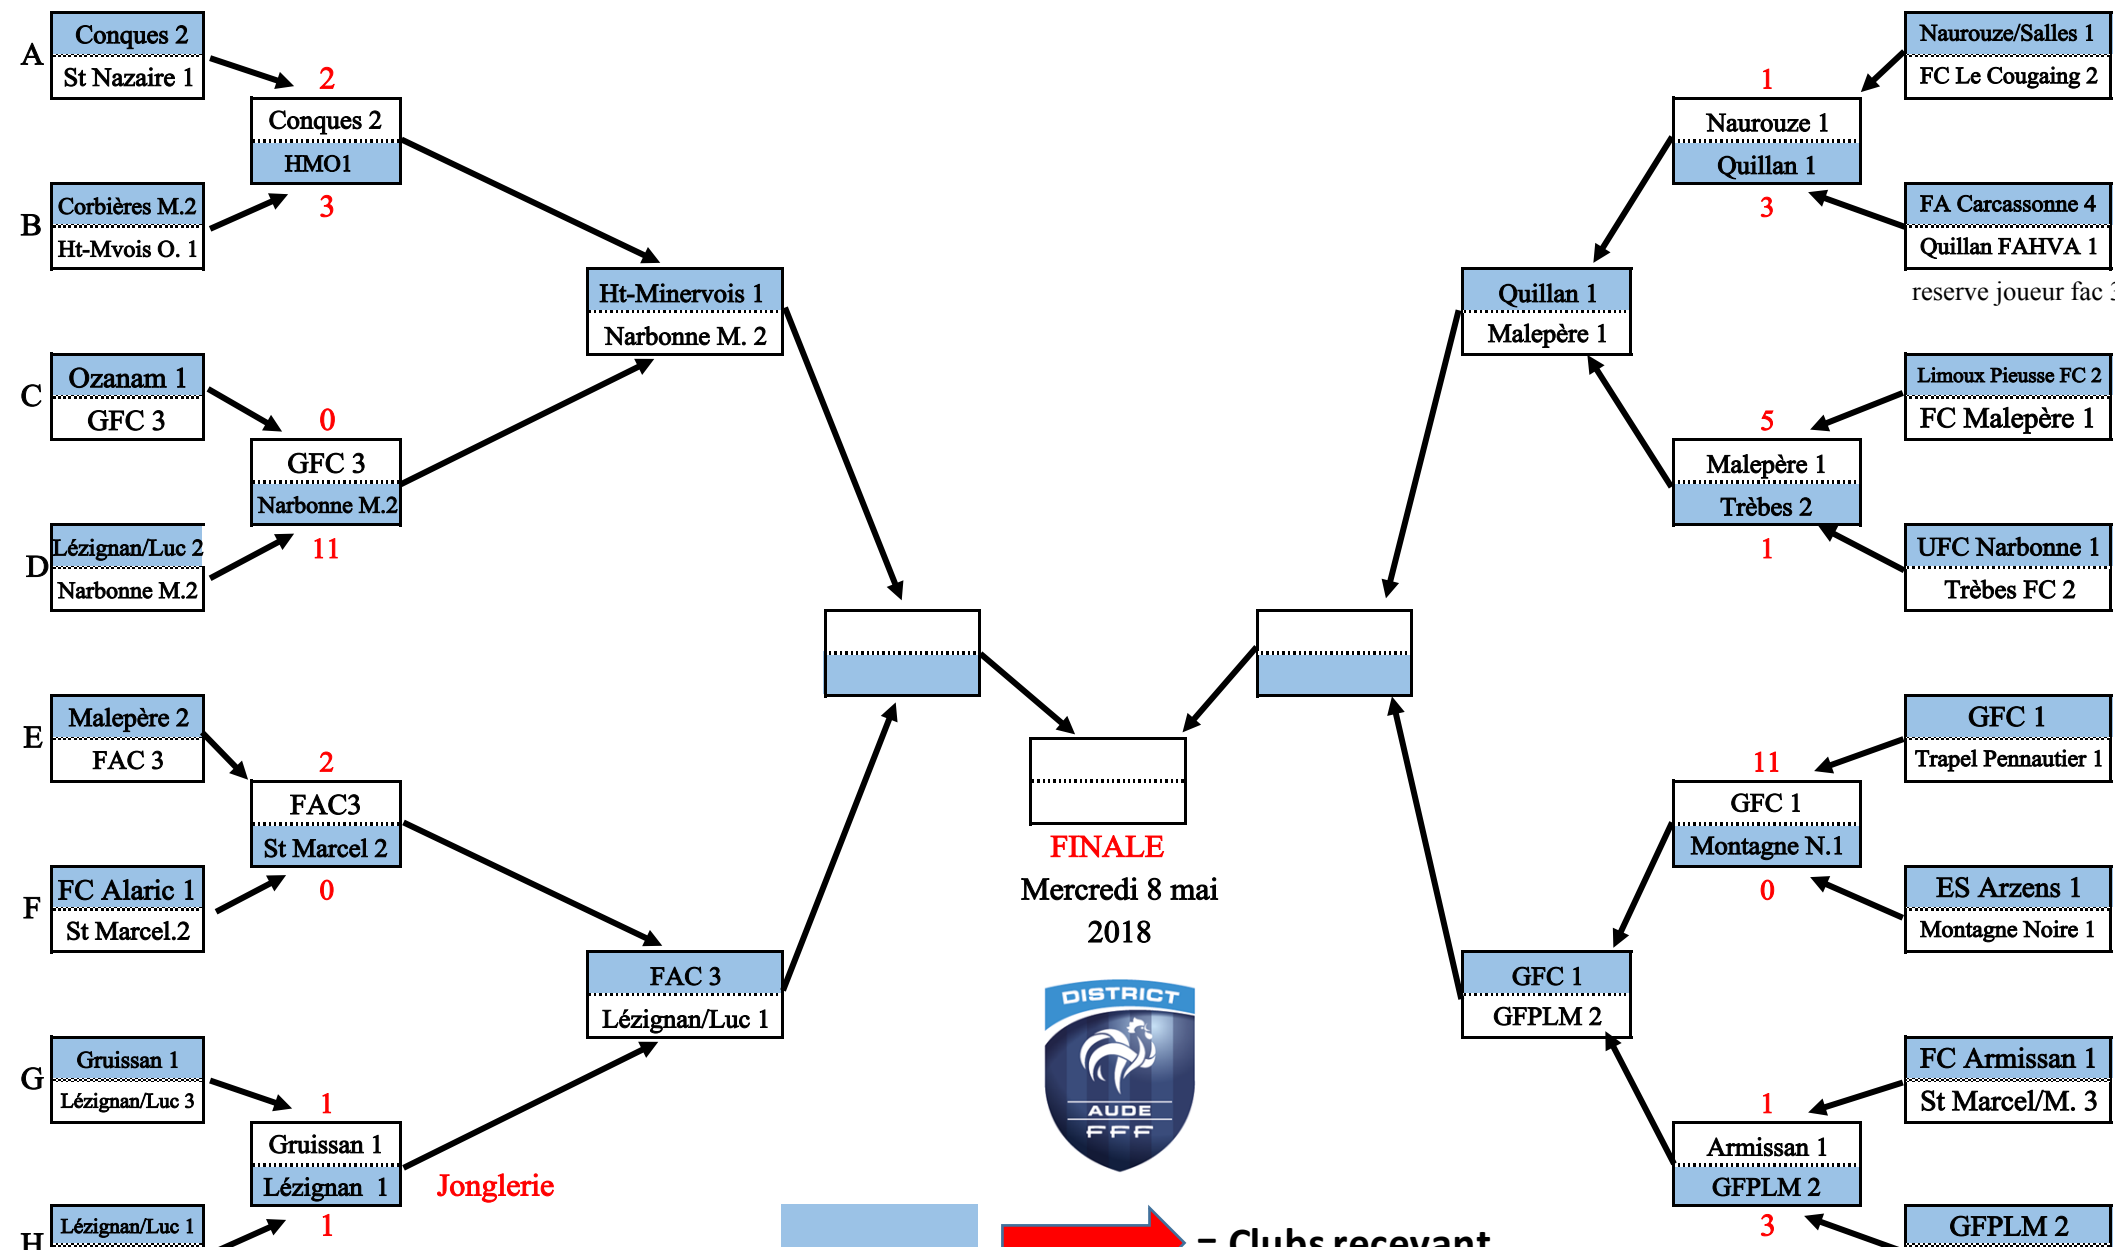 A
Conques 2
St Nazaire 1
2
Conques 2
HMO1
3
B
Corbières M.2
Ht-Mvois O. 1
Ht-Minervois 1
Narbonne M. 2
C
Ozanam 1
GFC 3
0
GFC 3
Narbonne M.2
11
D
Lézignan/Luc 2
Narbonne M.2
E
Malepère 2
FAC 3
2
FAC3
St Marcel 2
0
F
FC Alaric 1
St Marcel.2
FAC 3
Lézignan/Luc 1
G
Gruissan 1
Lézignan/Luc 3
1
Gruissan 1
Lézignan 1
1
Jonglerie
H
Lézignan/Luc 1
FINALE
Mercredi 8 mai
2018
DISTRICT
AUDE
FFF
= Clubs recevant
Naurouze/Salles 1
FC Le Cougaing 2
1
Naurouze 1
Quillan 1
3
FA Carcassonne 4
Quillan FAHVA 1
reserve joueur fac 3
Quillan 1
Malepère 1
Limoux Pieusse FC 2
FC Malepère 1
5
Malepère 1
Trèbes 2
1
UFC Narbonne 1
Trèbes FC 2
GFC 1
Trapel Pennautier 1
11
GFC 1
Montagne N.1
0
ES Arzens 1
Montagne Noire 1
GFC 1
GFPLM 2
FC Armissan 1
St Marcel/M. 3
1
Armissan 1
GFPLM 2
3
GFPLM 2